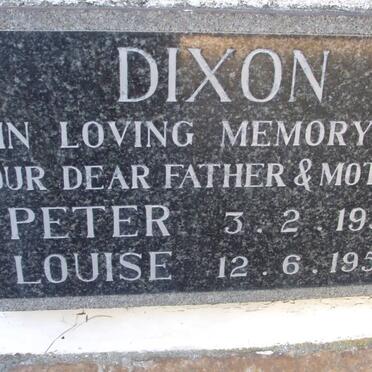 DIXON
IN LOVING MEMORY
OUR DEAR FATHER & MOT
PETER 3.2.19
LOUISE 12.6.195